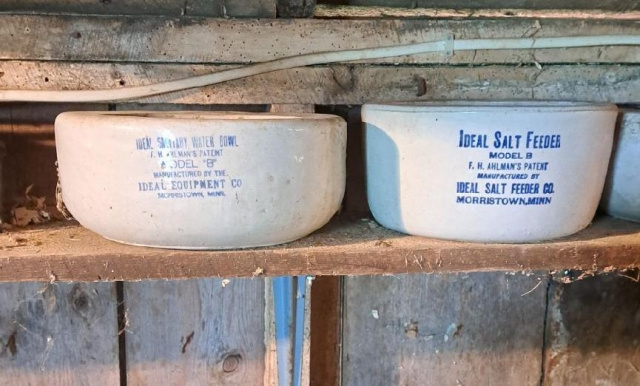 IDEAL SANITARY WATER BOWL
F. H. AHLMAN'S PATENT
MODEL "B"
MANUFACTURED BY THE
IDEAL EQUIPMENT CO
MORRISTOWN, MINN.
IDEAL SALT FEEDER
MODEL B
F. H. AHLMAN'S PATENT
MANUFACTURED BY
IDEAL SALT FEEDER CO.
MORRISTOWN,MINN